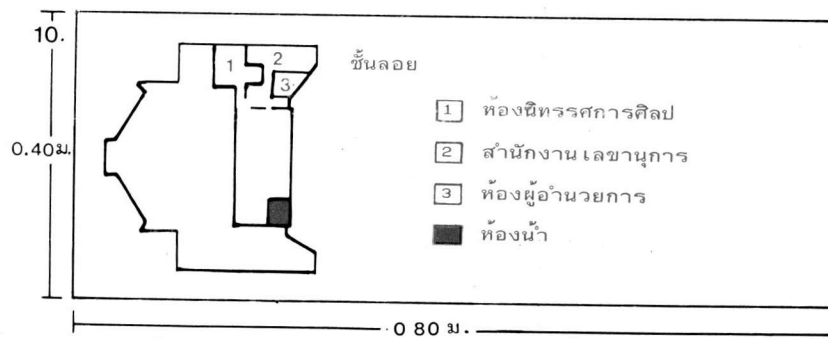 10.
1
2
3
ชั้นลอย
1 ห้องนิทรรศการศิลป
2 สำนักงานเลขานุการ
3 ห้องผู้อำนวยการ
ห้องน้ำ
0.40ม.
0 80 ม.